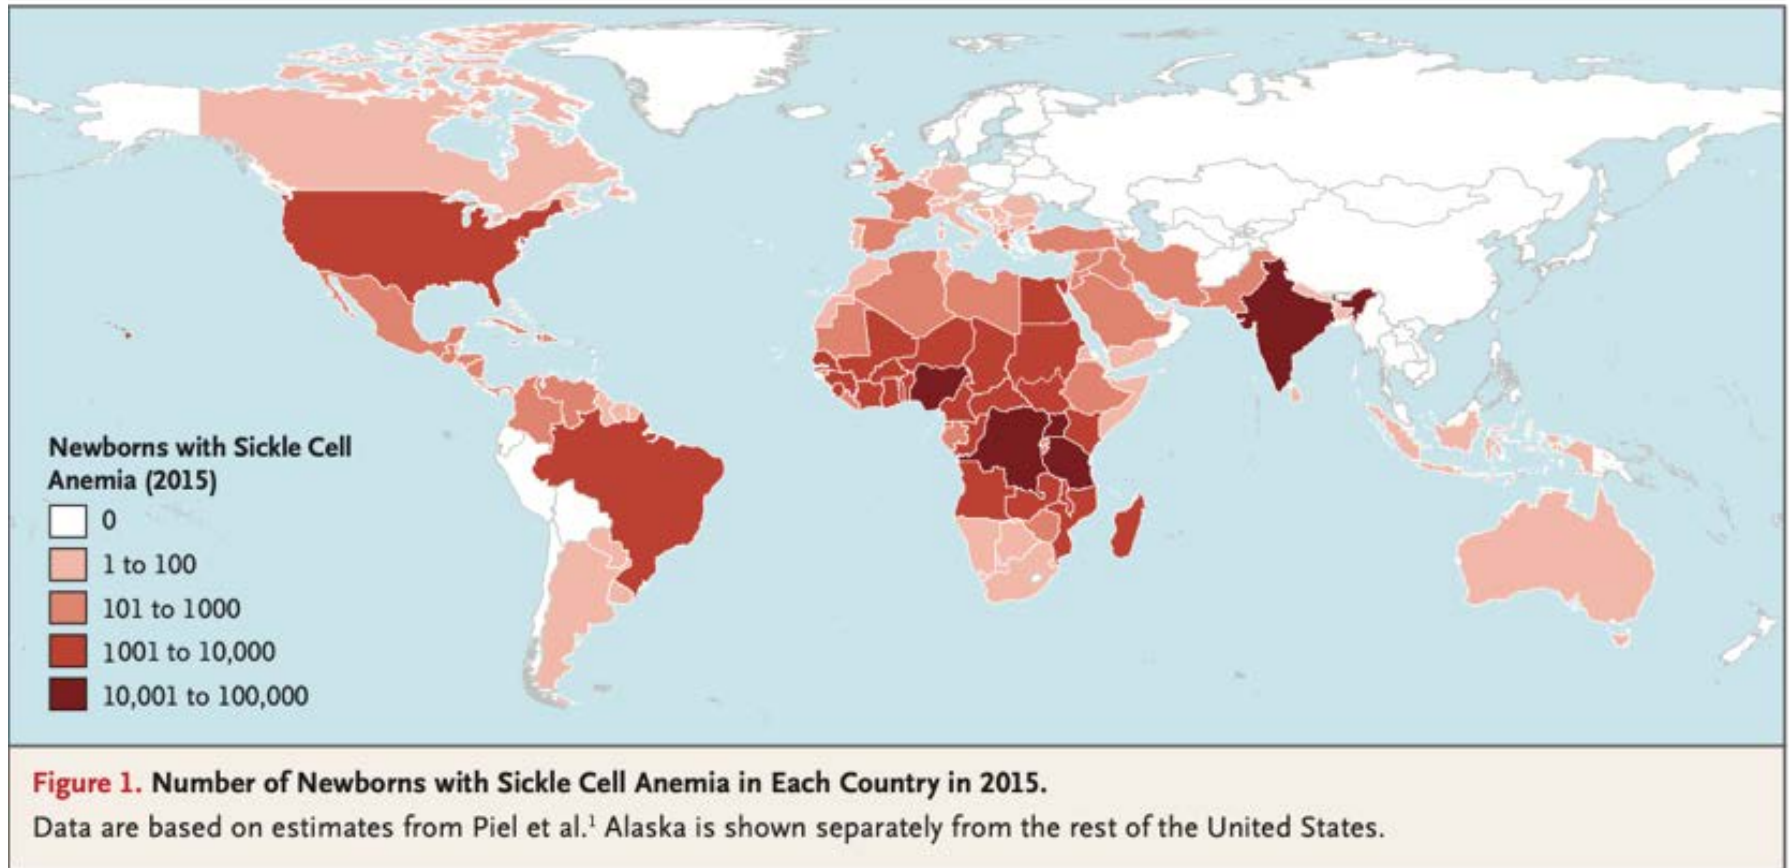 Newborns with Sickle Cell
Anemia (2015)
0
1 to 100
101 to 1000
1001 to 10,000
10,001 to 100,000
Figure 1. Number of Newborns with Sickle Cell Anemia in Each Country in 2015.
Data are based on estimates from Piel et al.¹ Alaska is shown separately from the rest of the United States.